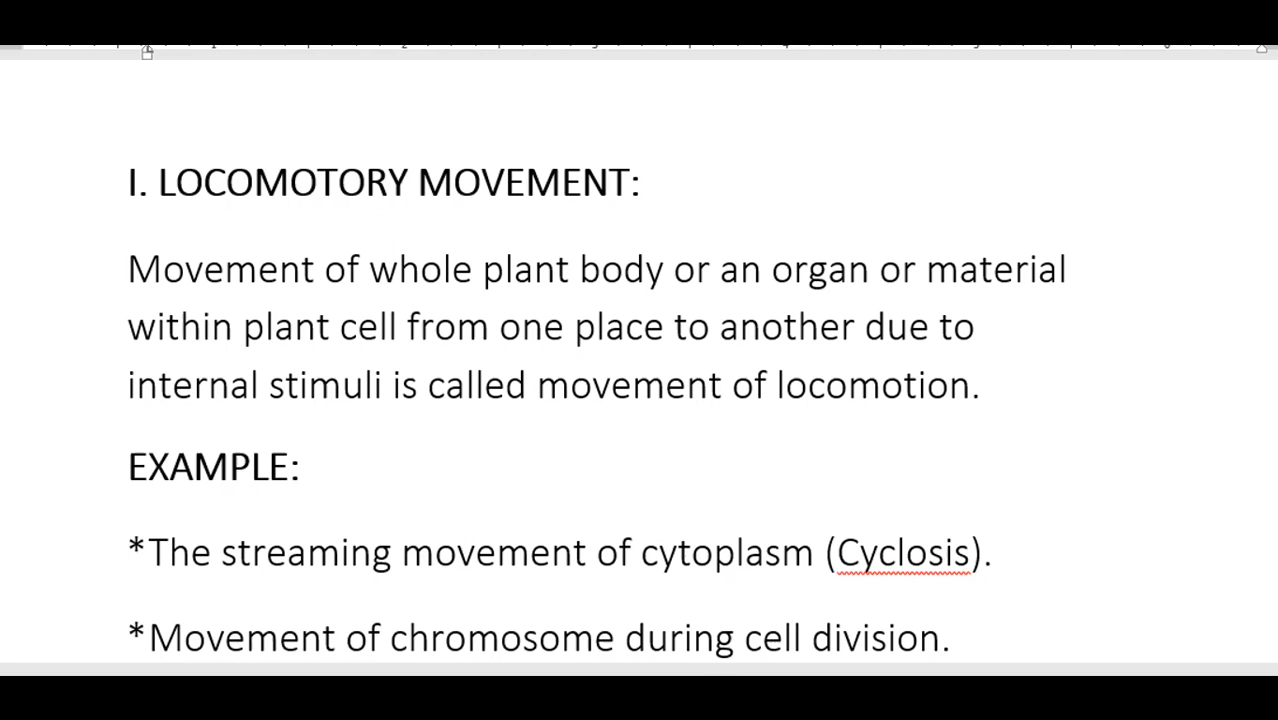 I. LOCOMOTORY MOVEMENT:
Movement of whole plant body or an organ or material
within plant cell from one place to another due to
internal stimuli is called movement of locomotion.
EXAMPLE:
*The streaming movement of cytoplasm (Cyclosis).
*Movement of chromosome during cell division.